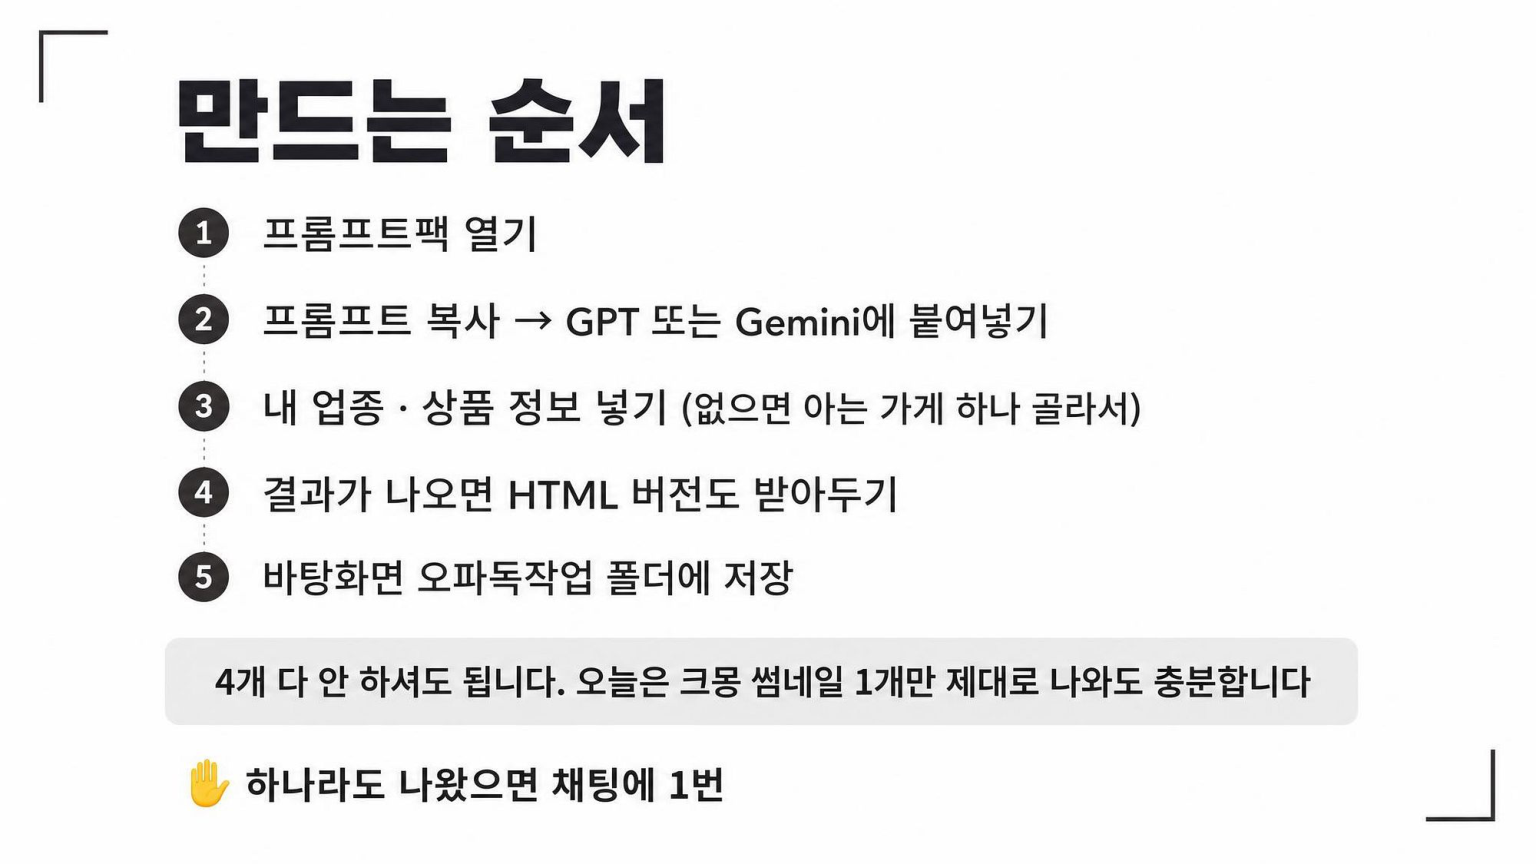 만드는 순서
1 프롬프트팩 열기
2 프롬프트 복사 → GPT 또는 Gemini에 붙여넣기
3 내 업종 · 상품 정보 넣기 (없으면 아는 가게 하나 골라서)
4 결과가 나오면 HTML 버전도 받아두기
5 바탕화면 오파독작업 폴더에 저장
4개 다 안 하셔도 됩니다. 오늘은 크몽 썸네일 1개만 제대로 나와도 충분합니다
✋ 하나라도 나왔으면 채팅에 1번